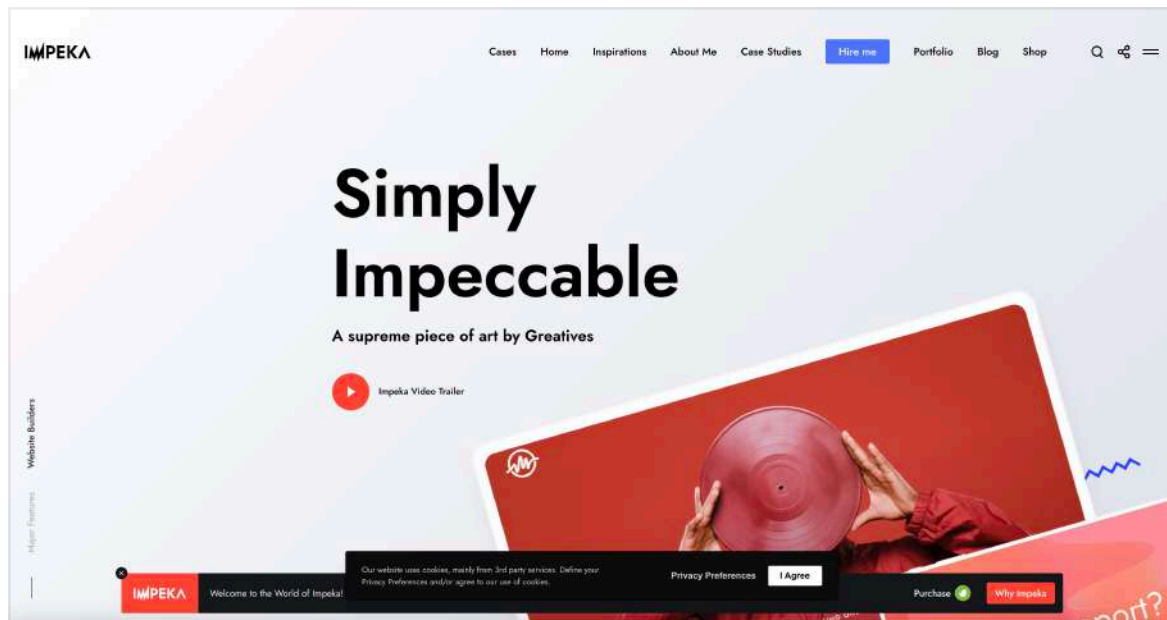 IMPEKA
Cases Home Inspirations About Me Case Studies Hire me Portfolio Blog Shop
Simply
Impeccable
A supreme piece of art by Greatives
Impeka Video Trailer
Website Builders
Major Features
Our website uses cookies, mainly from 3rd party services. Define your
Privacy Preferences and/or agree to our use of cookies.
Privacy Preferences
I Agree
IMPEKA
Welcome to the World of Impeka!
Purchase
Why Impeka
port?